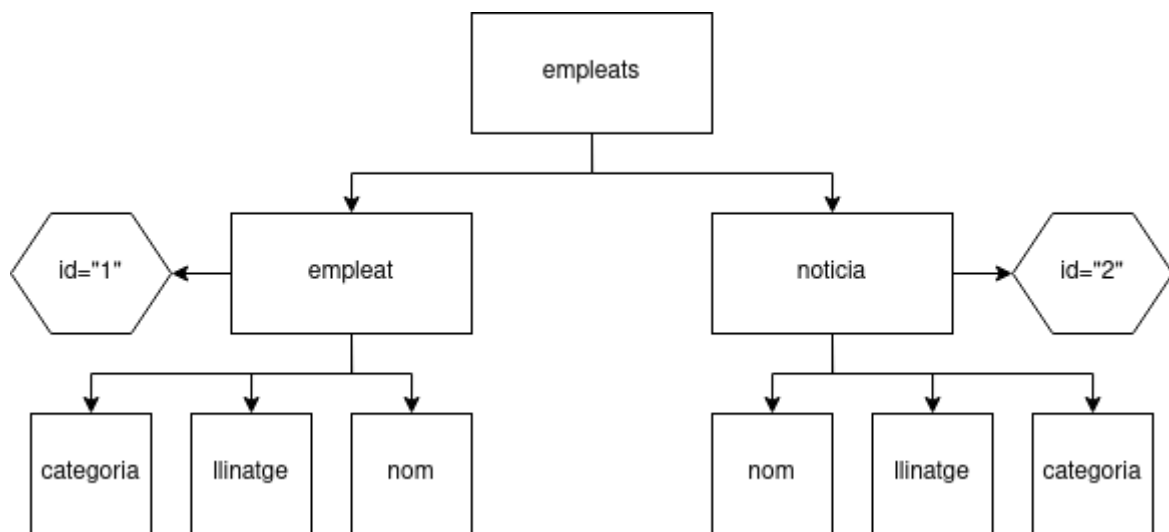 empleats
id="1"
empleat
noticia
id="2"
categoria
llinatge
nom
nom
llinatge
categoria